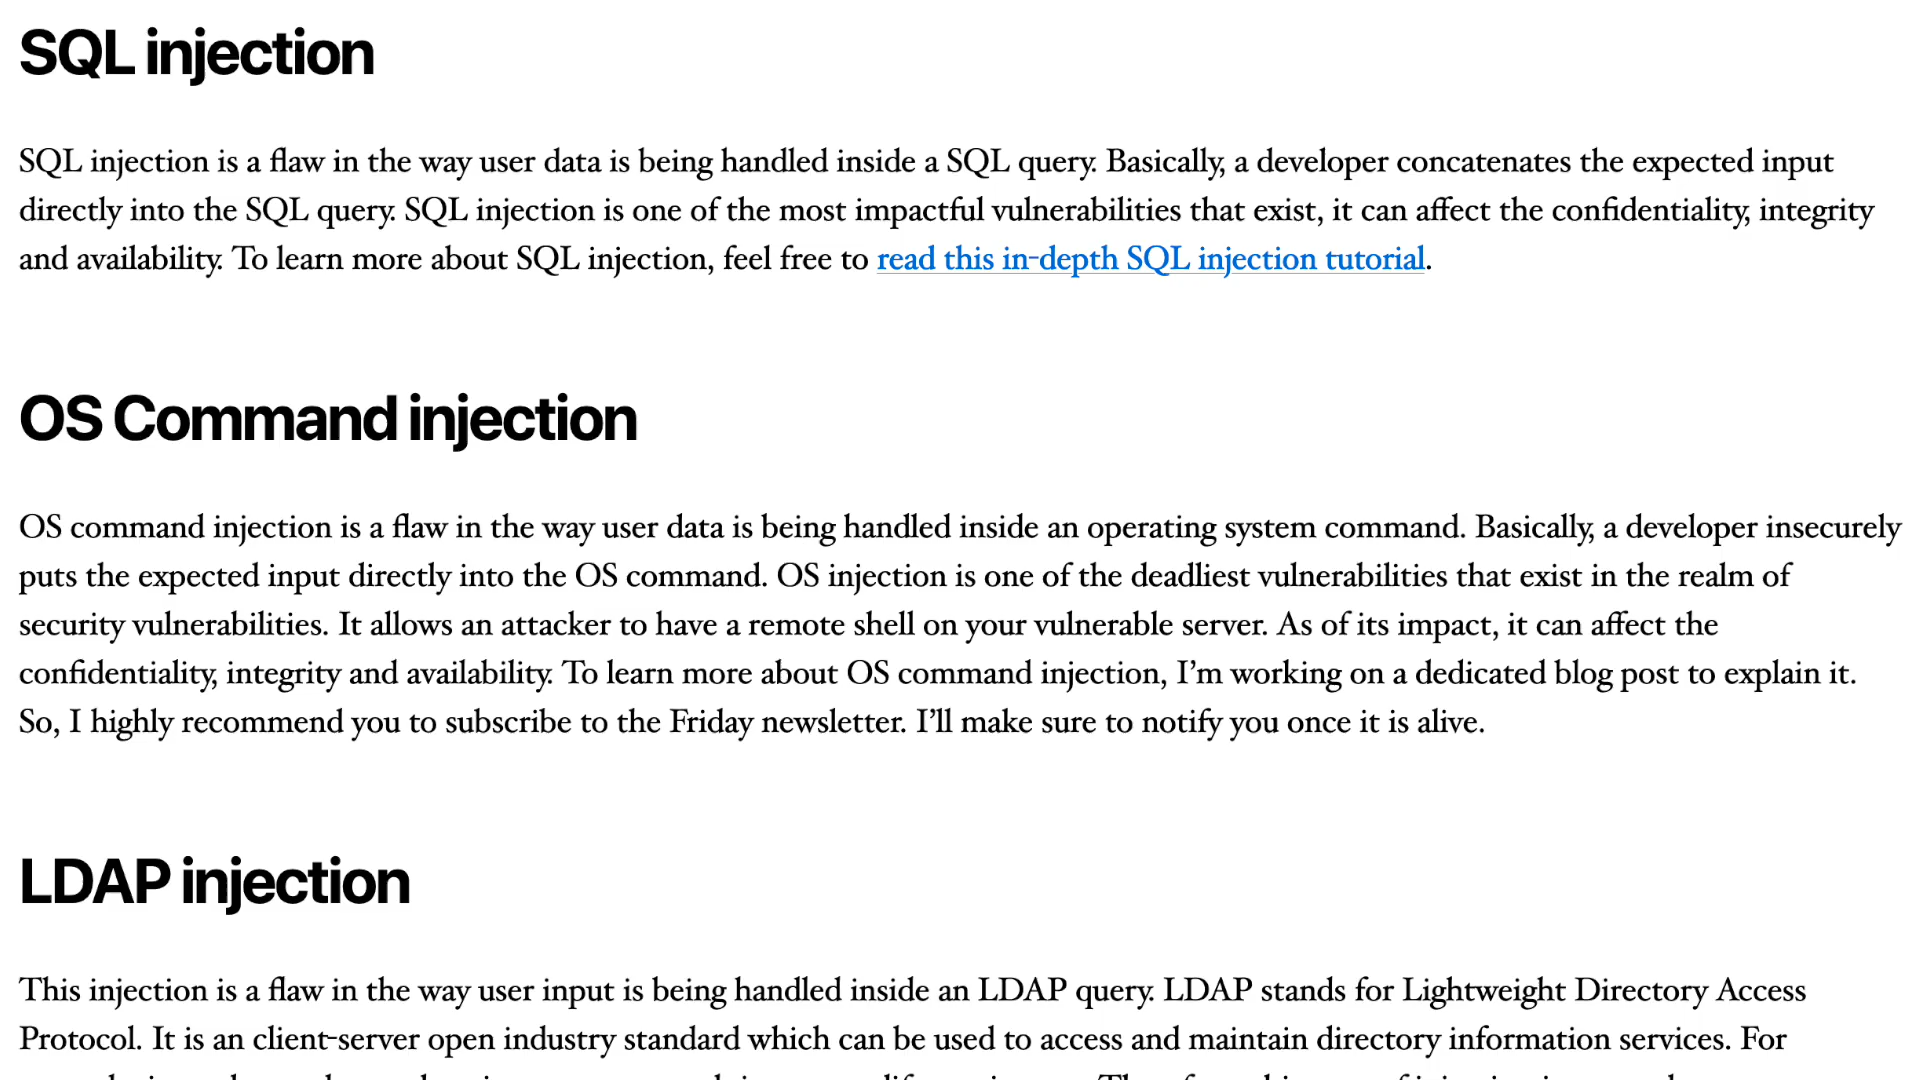 SQL injection
SQL injection is a flaw in the way user data is being handled inside a SQL query. Basically, a developer concatenates the expected input
directly into the SQL query. SQL injection is one of the most impactful vulnerabilities that exist, it can affect the confidentiality, integrity
and availability. To learn more about SQL injection, feel free to read this in-depth SQL injection tutorial.
OS Command injection
OS command injection is a flaw in the way user data is being handled inside an operating system command. Basically, a developer insecurely
puts the expected input directly into the OS command. OS injection is one of the deadliest vulnerabilities that exist in the realm of
security vulnerabilities. It allows an attacker to have a remote shell on your vulnerable server. As of its impact, it can affect the
confidentiality, integrity and availability. To learn more about OS command injection, I’m working on a dedicated blog post to explain it.
So, I highly recommend you to subscribe to the Friday newsletter. I’ll make sure to notify you once it is alive.
LDAP injection
This injection is a flaw in the way user input is being handled inside an LDAP query. LDAP stands for Lightweight Directory Access
Protocol. It is an client-server open industry standard which can be used to access and maintain directory information services. For